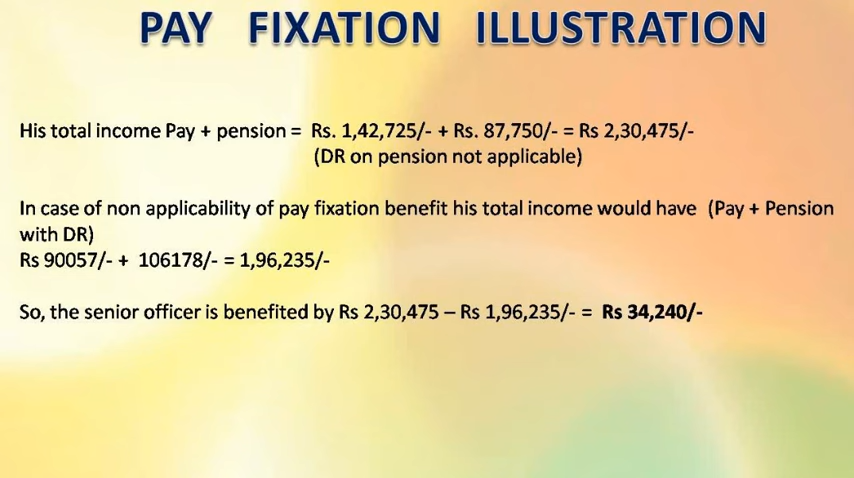 PAY FIXATION ILLUSTRATION
His total income Pay + pension = Rs. 1,42,725/- + Rs. 87,750/- = Rs 2,30,475/-
(DR on pension not applicable)
In case of non applicability of pay fixation benefit his total income would have (Pay + Pension
with DR)
Rs 90057/- + 106178/- = 1,96,235/-
So, the senior officer is benefited by Rs 2,30,475 – Rs 1,96,235/- = Rs 34,240/-